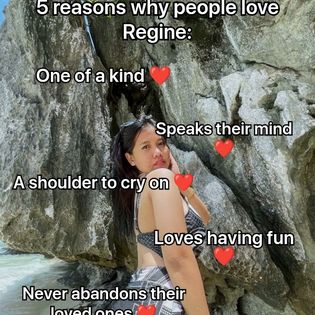 5 reasons why people love
Regine:
One of a kind ❤️
Speaks their mind
❤️
A shoulder to cry on ❤️
Loves having fun
❤️
Never abandons their
loved ones ❤️